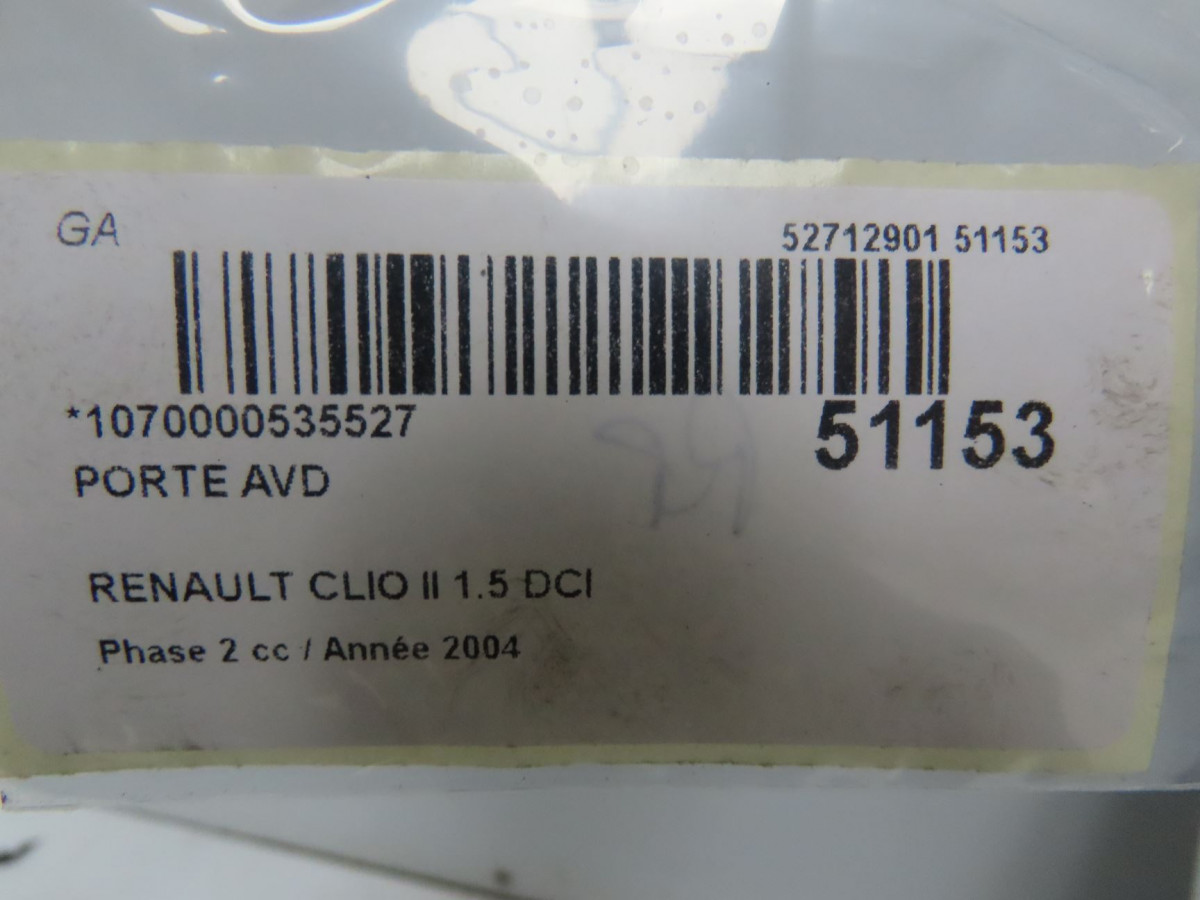 GA
52712901 51153
*1070000535527
51153
PORTE AVD
RENAULT CLIO II 1.5 DCI
Phase 2 cc / Année 2004